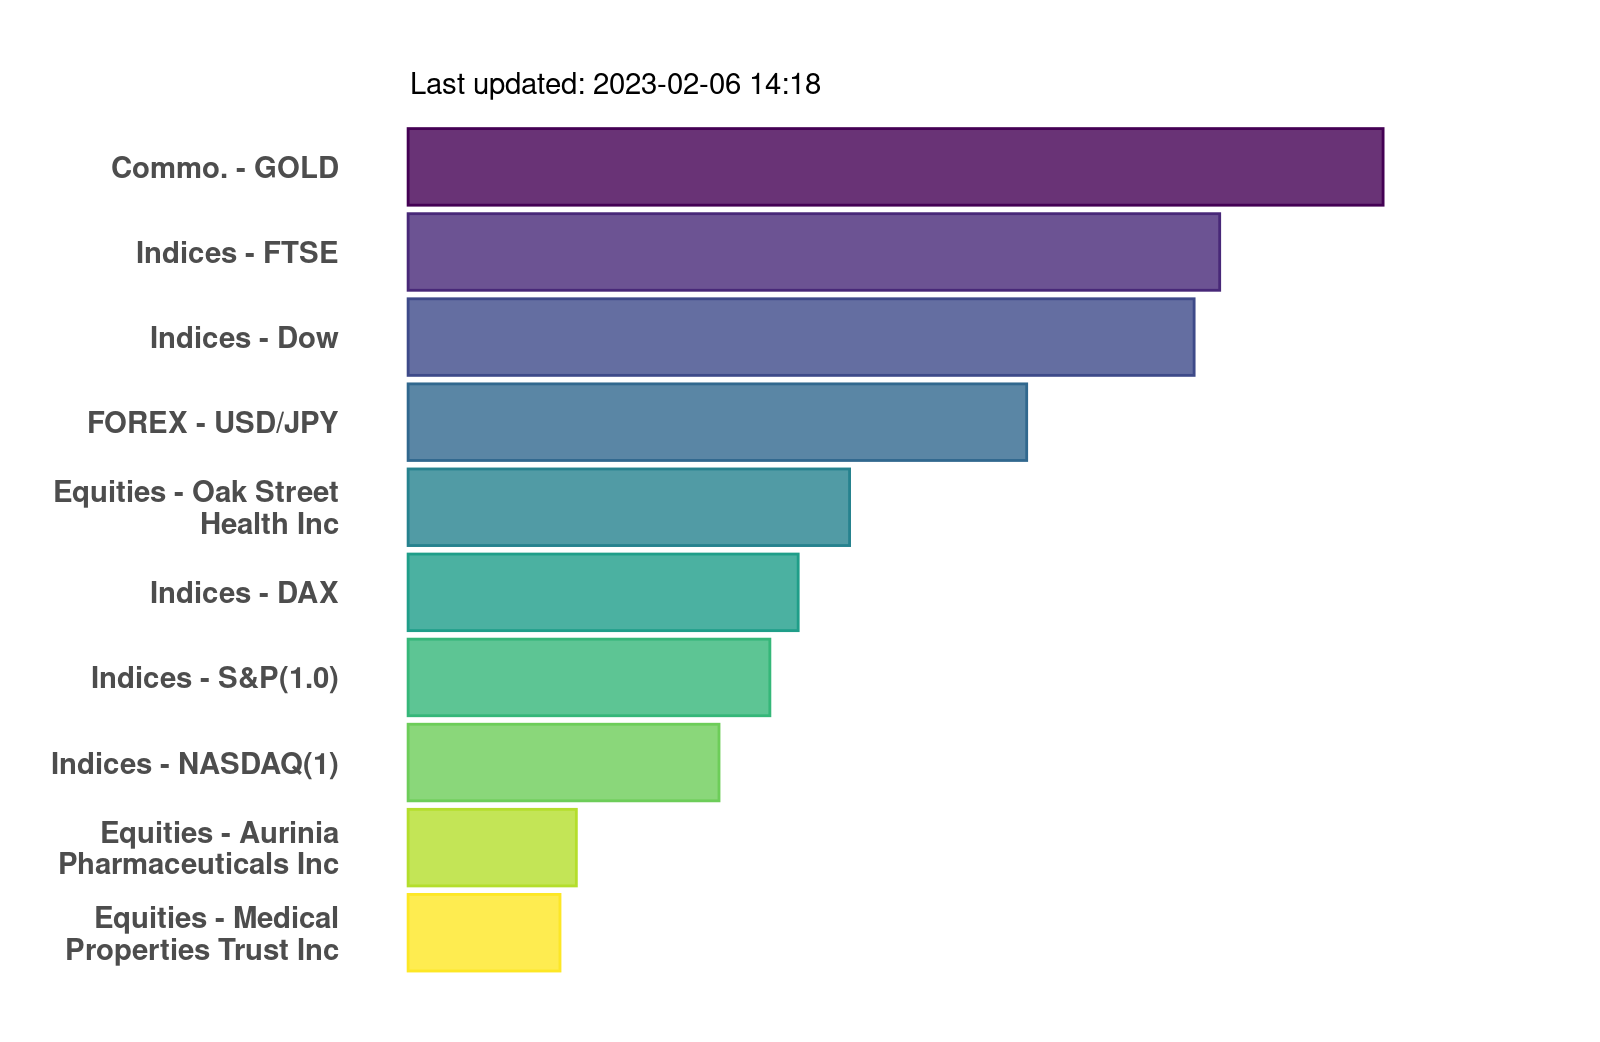 Last updated: 2023-02-06 14:18
Commo. - GOLD
Indices - FTSE
Indices - Dow
FOREX - USD/JPY
Equities - Oak Street
Health Inc
Indices - DAX
Indices - S&P(1.0)
Indices - NASDAQ(1)
Equities - Aurinia
Pharmaceuticals Inc
Equities - Medical
Properties Trust Inc